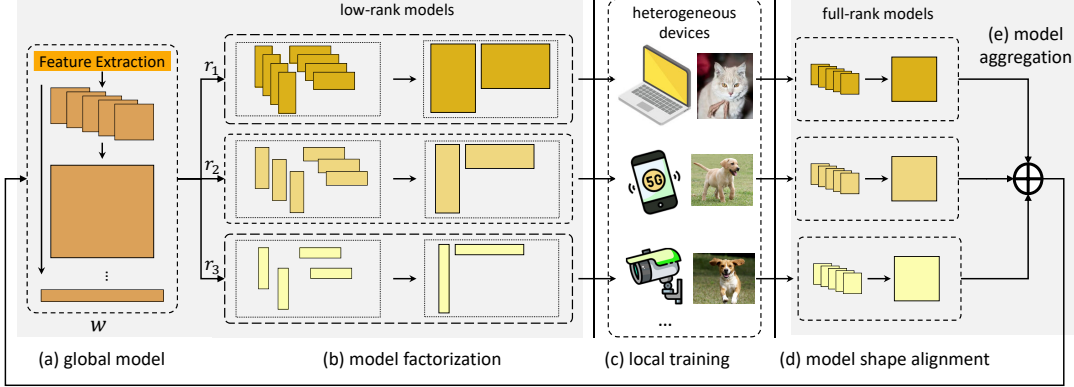 low-rank models
heterogeneous
devices
full-rank models
(e) model
aggregation
Feature Extraction
r1
r2
r3
5G
...
...
w
(a) global model
(b) model factorization
(c) local training
(d) model shape alignment